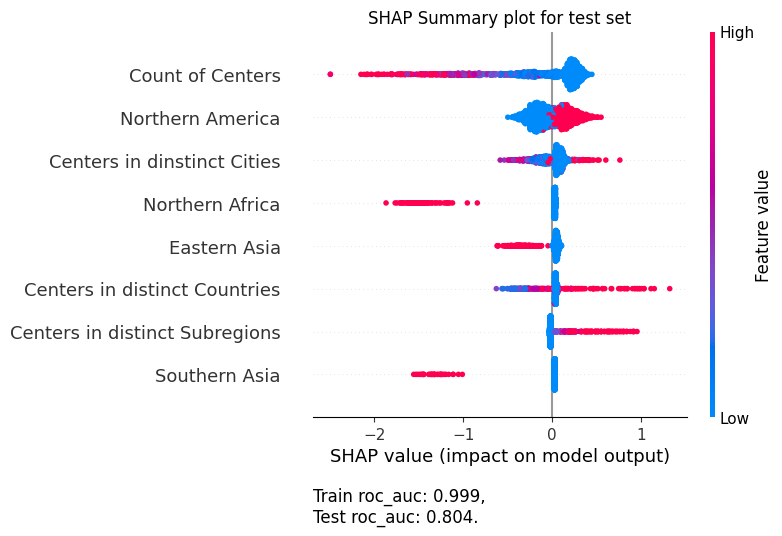 SHAP Summary plot for test set
High
Count of Centers
Northern America
Centers in dinstinct Cities
Northern Africa
Eastern Asia
Centers in distinct Countries
Centers in distinct Subregions
Southern Asia
Feature value
Low
−2 −1 0 1
SHAP value (impact on model output)
Train roc_auc: 0.999,
Test roc_auc: 0.804.